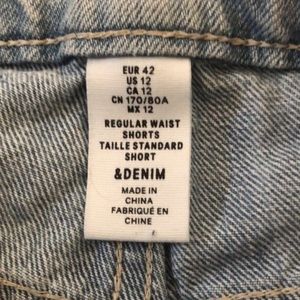 EUR 42
US 12
CA 12
CN 170/80A
MX 12
REGULAR WAIST
SHORTS
TAILLE STANDARD
SHORT
&DENIM
MADE IN
CHINA
FABRIQUÉ EN
CHINE